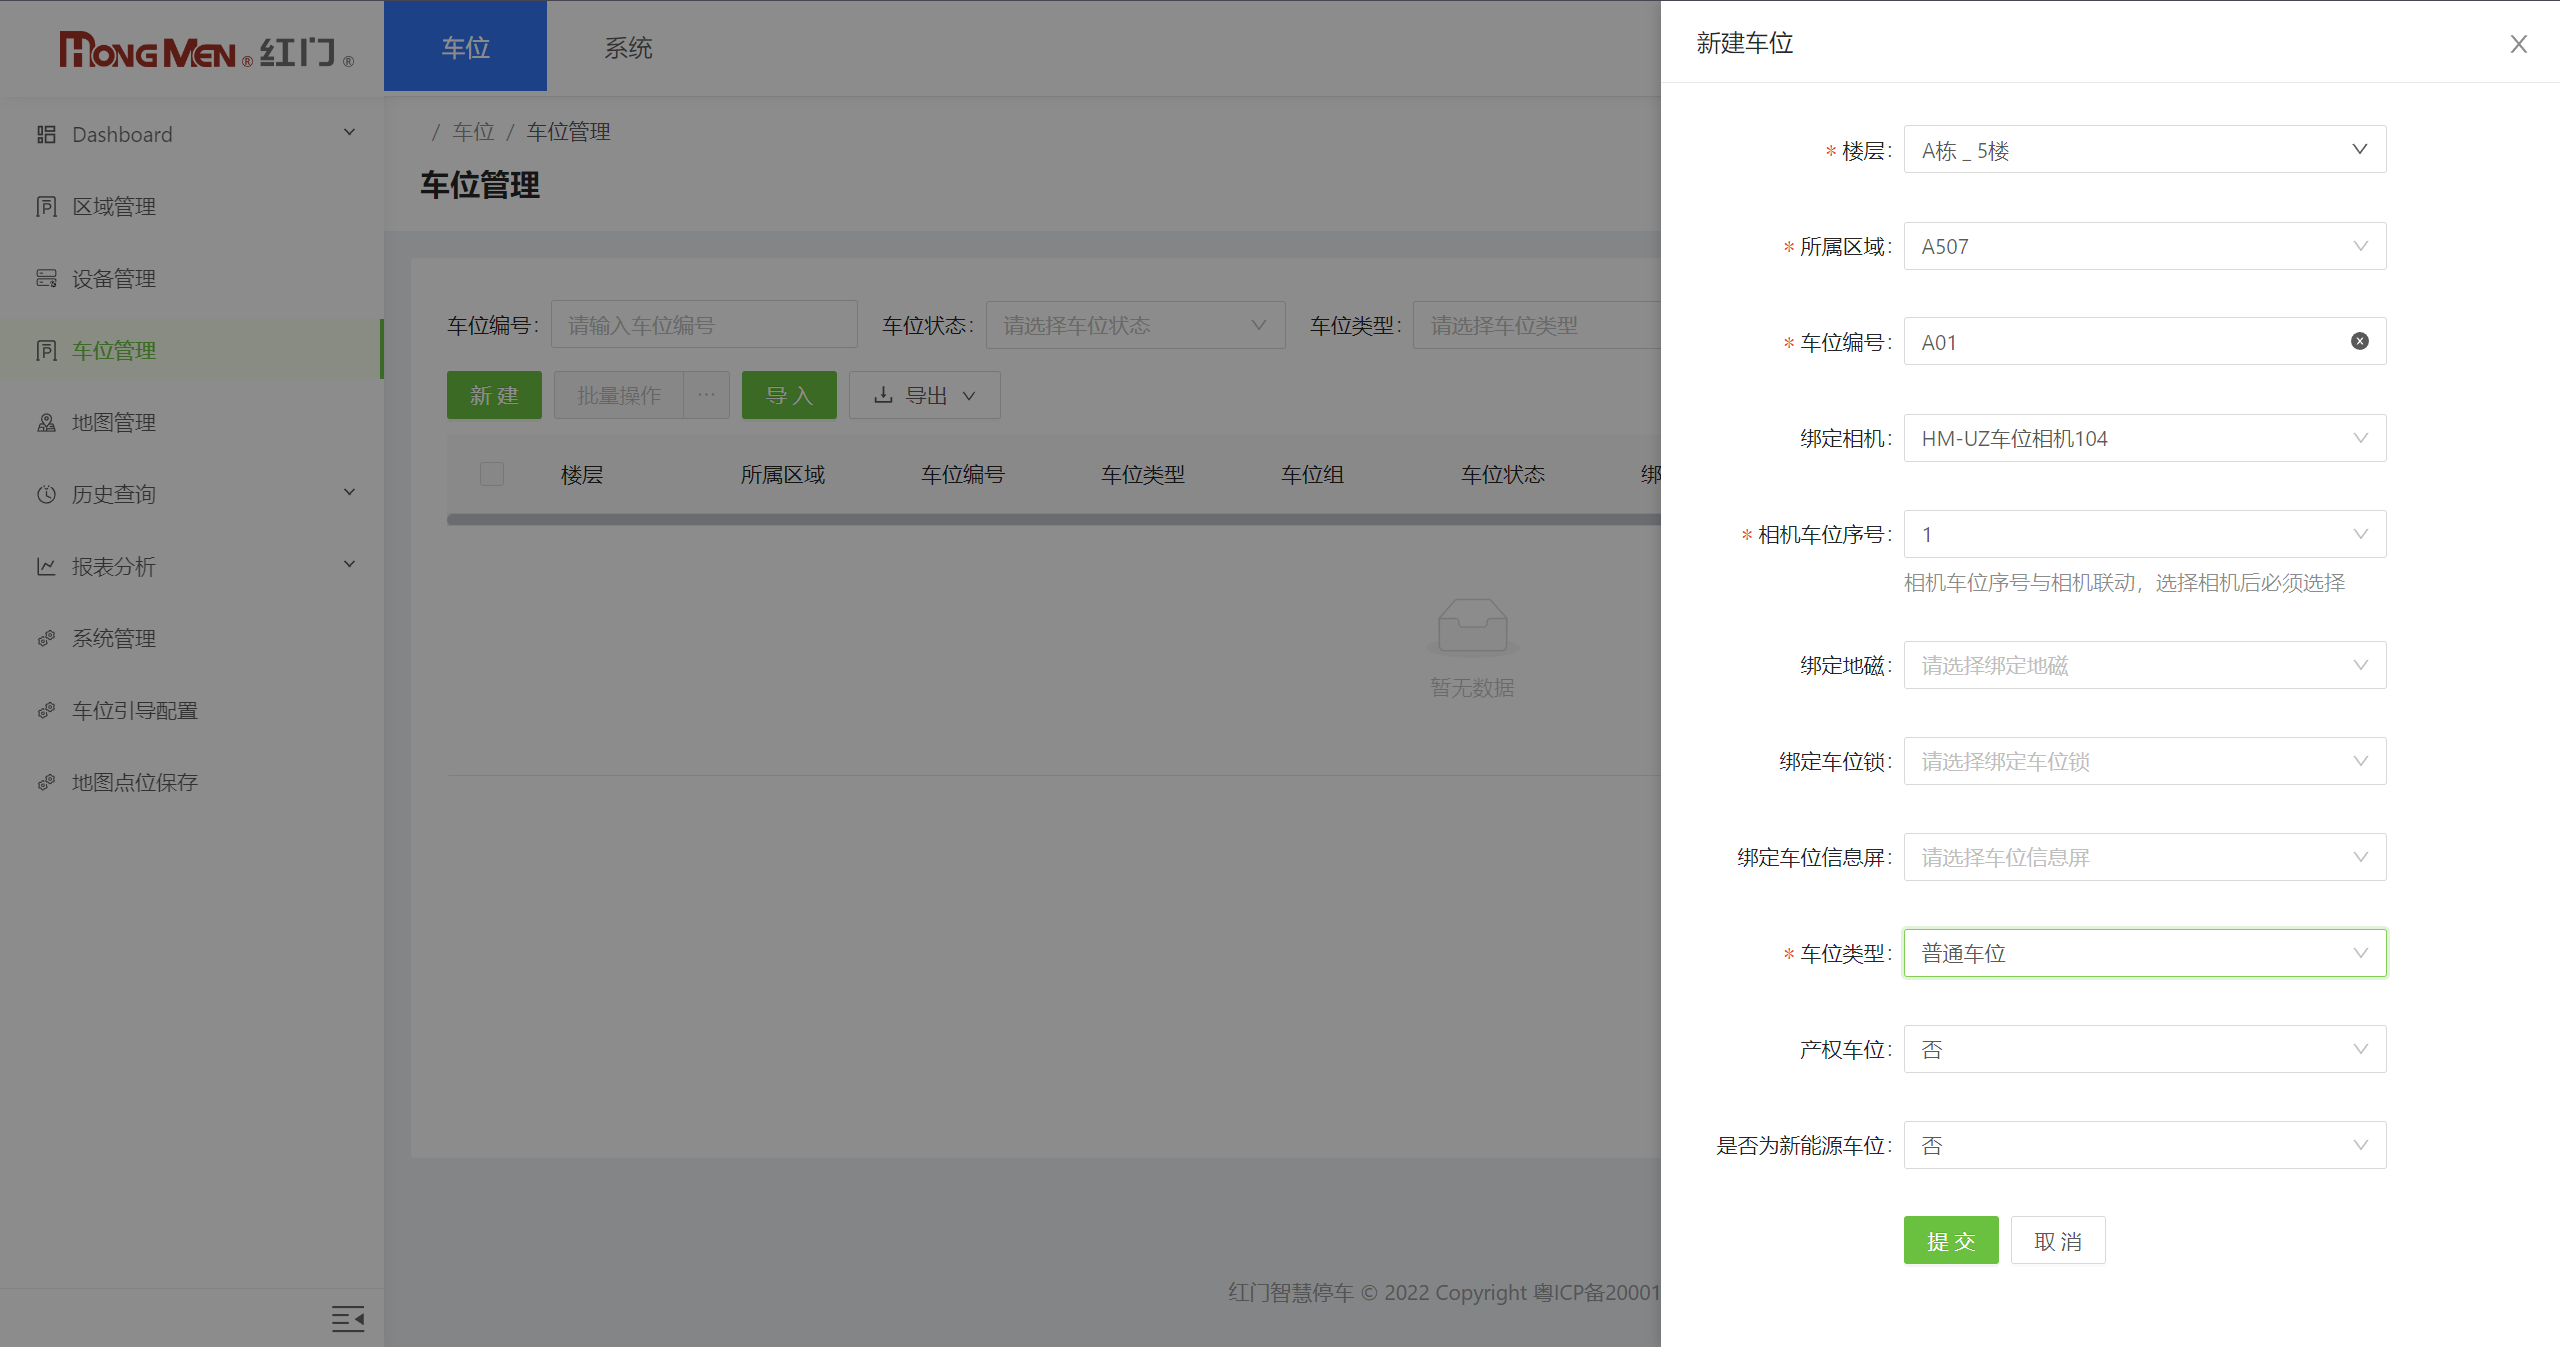 HONGMEN® 红门®
车位
系统
Dashboard
区域管理
设备管理
车位管理
地图管理
历史查询
报表分析
系统管理
车位引导配置
地图点位保存
/ 车位 / 车位管理
车位管理
车位编号: 请输入车位编号
车位状态: 请选择车位状态
车位类型: 请选择车位类型
新建
批量操作 ···
导入
导出
楼层 所属区域 车位编号 车位类型 车位组 车位状态 绑
暂无数据
红门智慧停车 © 2022 Copyright 粤ICP备20001
新建车位
* 楼层: A栋 _ 5楼
* 所属区域: A507
* 车位编号: A01
绑定相机: HM-UZ车位相机104
* 相机车位序号: 1
相机车位序号与相机联动，选择相机后必须选择
绑定地磁: 请选择绑定地磁
绑定车位锁: 请选择绑定车位锁
绑定车位信息屏: 请选择车位信息屏
* 车位类型: 普通车位
产权车位: 否
是否为新能源车位: 否
提交
取消